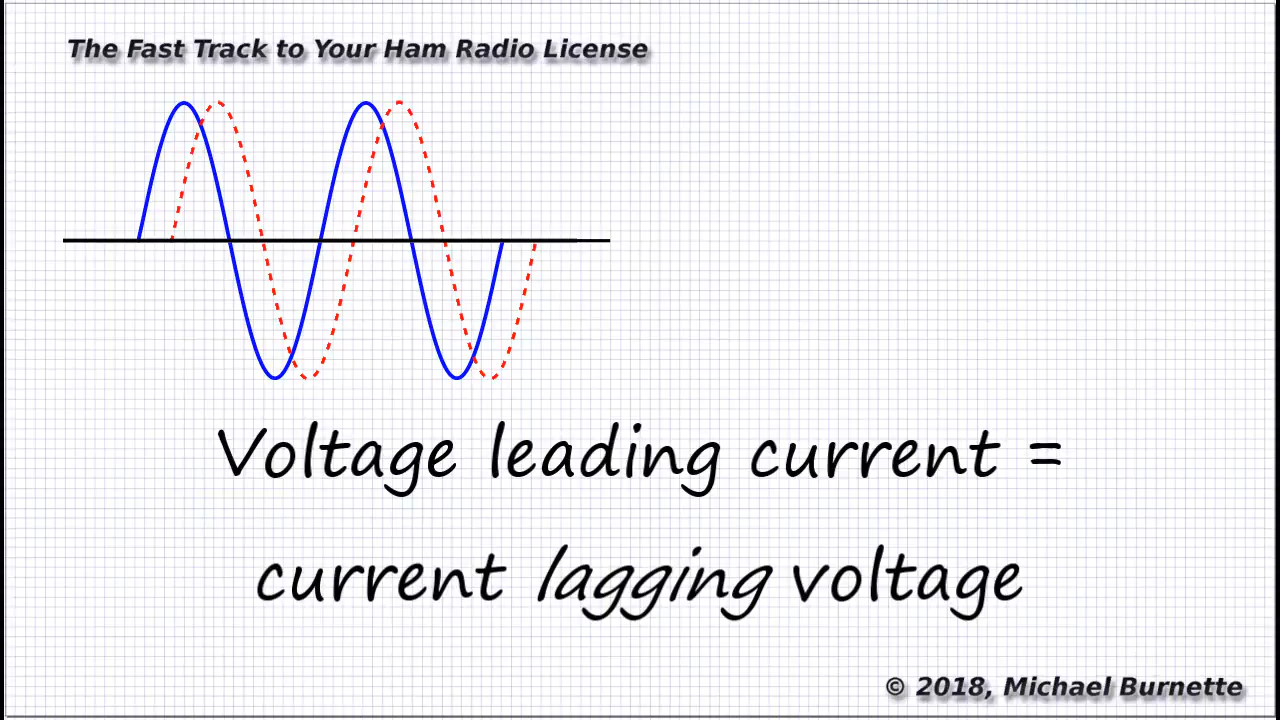 The Fast Track to Your Ham Radio License
Voltage leading current =
current lagging voltage
© 2018, Michael Burnette